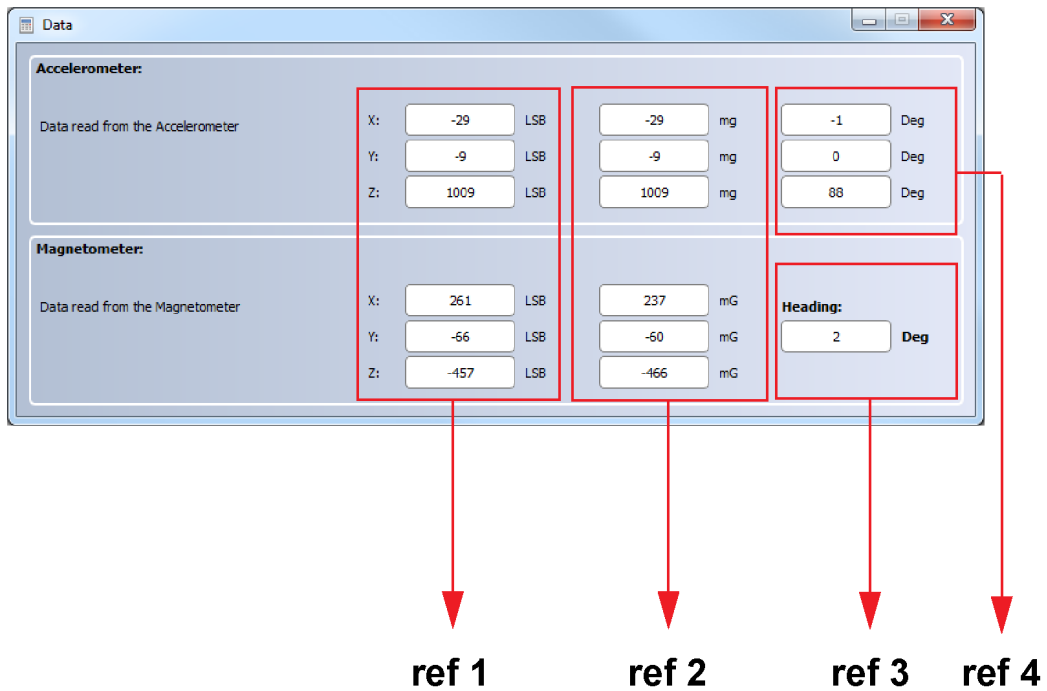 Data
Accelerometer:
X: -29 LSB -29 mg -1 Deg
Data read from the Accelerometer
Y: -9 LSB -9 mg 0 Deg
Z: 1009 LSB 1009 mg 88 Deg
Magnetometer:
X: 261 LSB 237 mG
Data read from the Magnetometer
Heading:
Y: -66 LSB -60 mG 2 Deg
Z: -457 LSB -466 mG
ref 1 ref 2 ref 3 ref 4